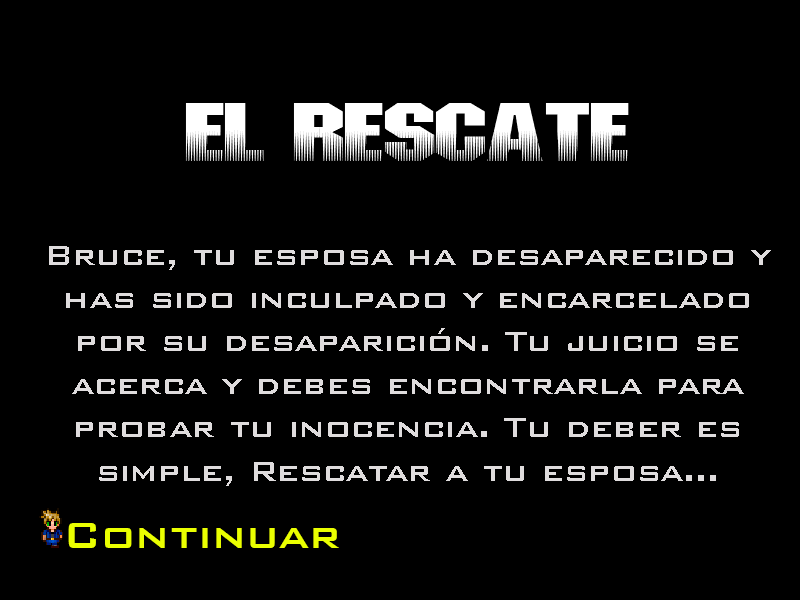 EL RESCATE
Bruce, tu esposa ha desaparecido y
has sido inculpado y encarcelado
por su desaparición. Tu juicio se
acerca y debes encontrarla para
probar tu inocencia. Tu deber es
simple, Rescatar a tu esposa...
Continuar